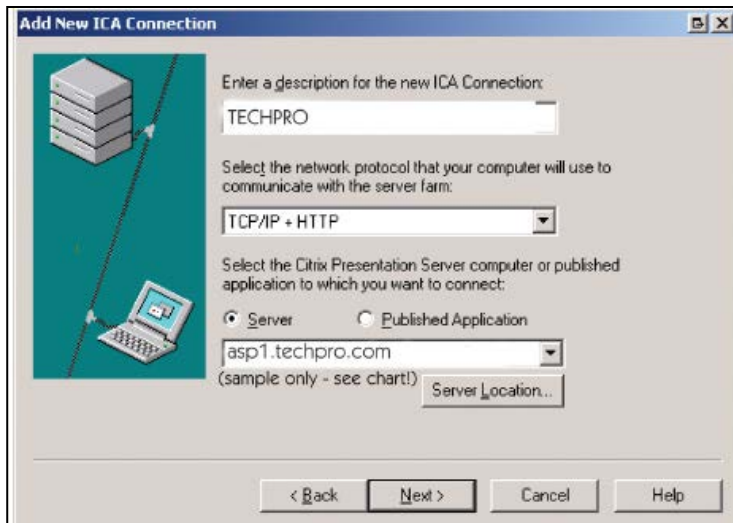 Add New ICA Connection
Enter a description for the new ICA Connection:
TECHPRO
Select the network protocol that your computer will use to
communicate with the server farm:
TCP/IP + HTTP
Select the Citrix Presentation Server computer or published
application to which you want to connect:
Server Published Application
asp1.techpro.com
(sample only - see chart!) Server Location...
< Back Next > Cancel Help